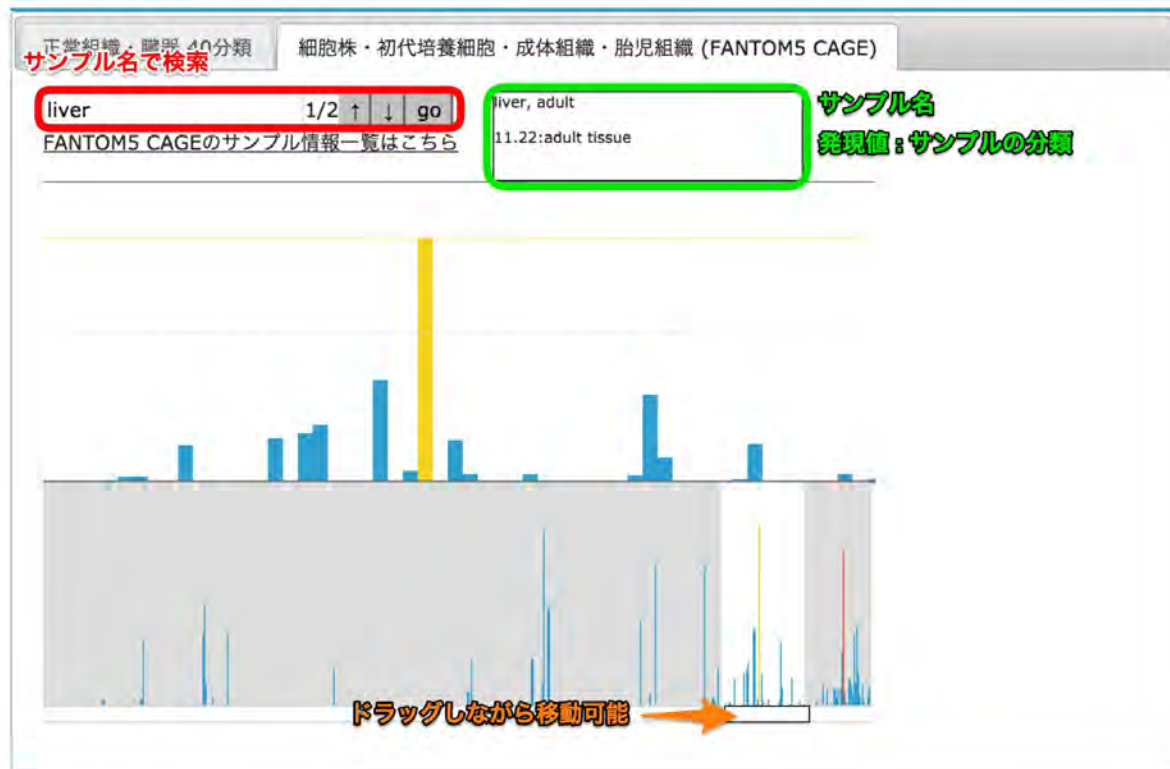 正常組織・臓器 40分類
細胞株・初代培養細胞・成体組織・胎児組織 (FANTOM5 CAGE)
サンプル名で検索
liver 1/2 ↑ ↓ go
FANTOM5 CAGEのサンプル情報一覧はこちら
liver, adult
11.22:adult tissue
サンプル名
発現値：サンプルの分類
ドラッグしながら移動可能